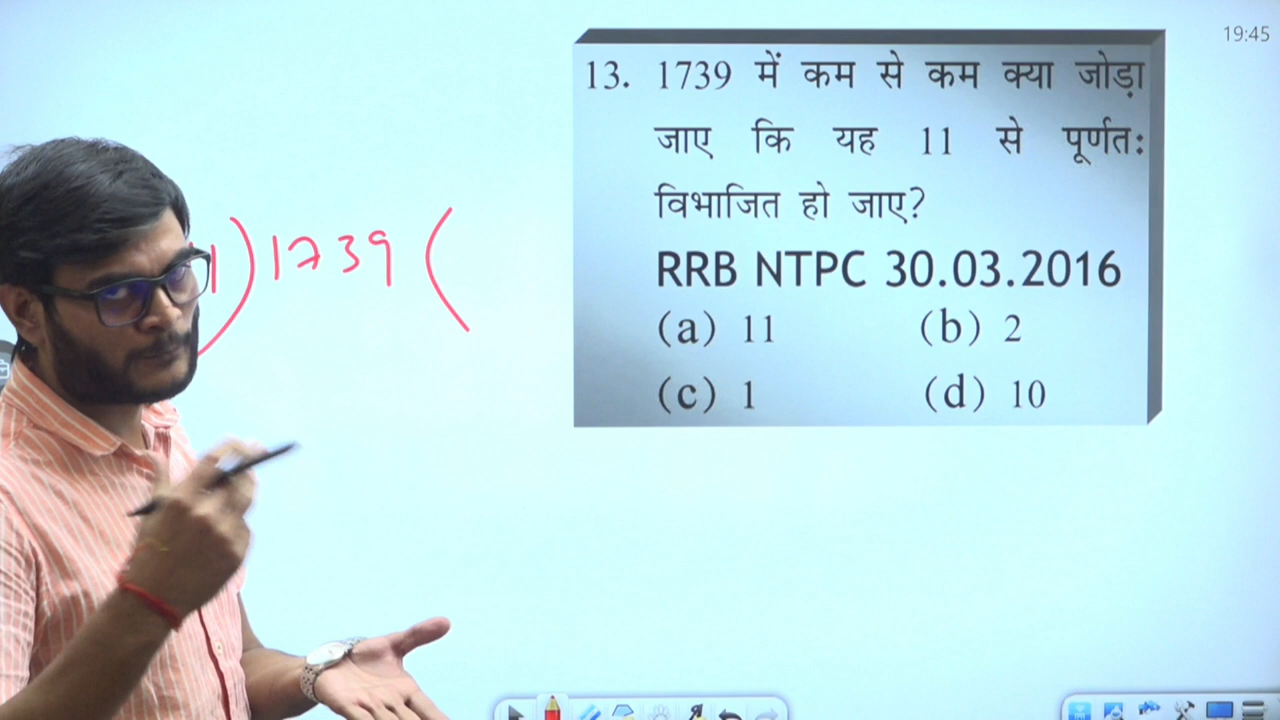 19:45
13. 1739 में कम से कम क्या जोड़ा
जाए कि यह 11 से पूर्णत:
विभाजित हो जाए?
RRB NTPC 30.03.2016
(a) 11 (b) 2
(c) 1 (d) 10
1)1739(